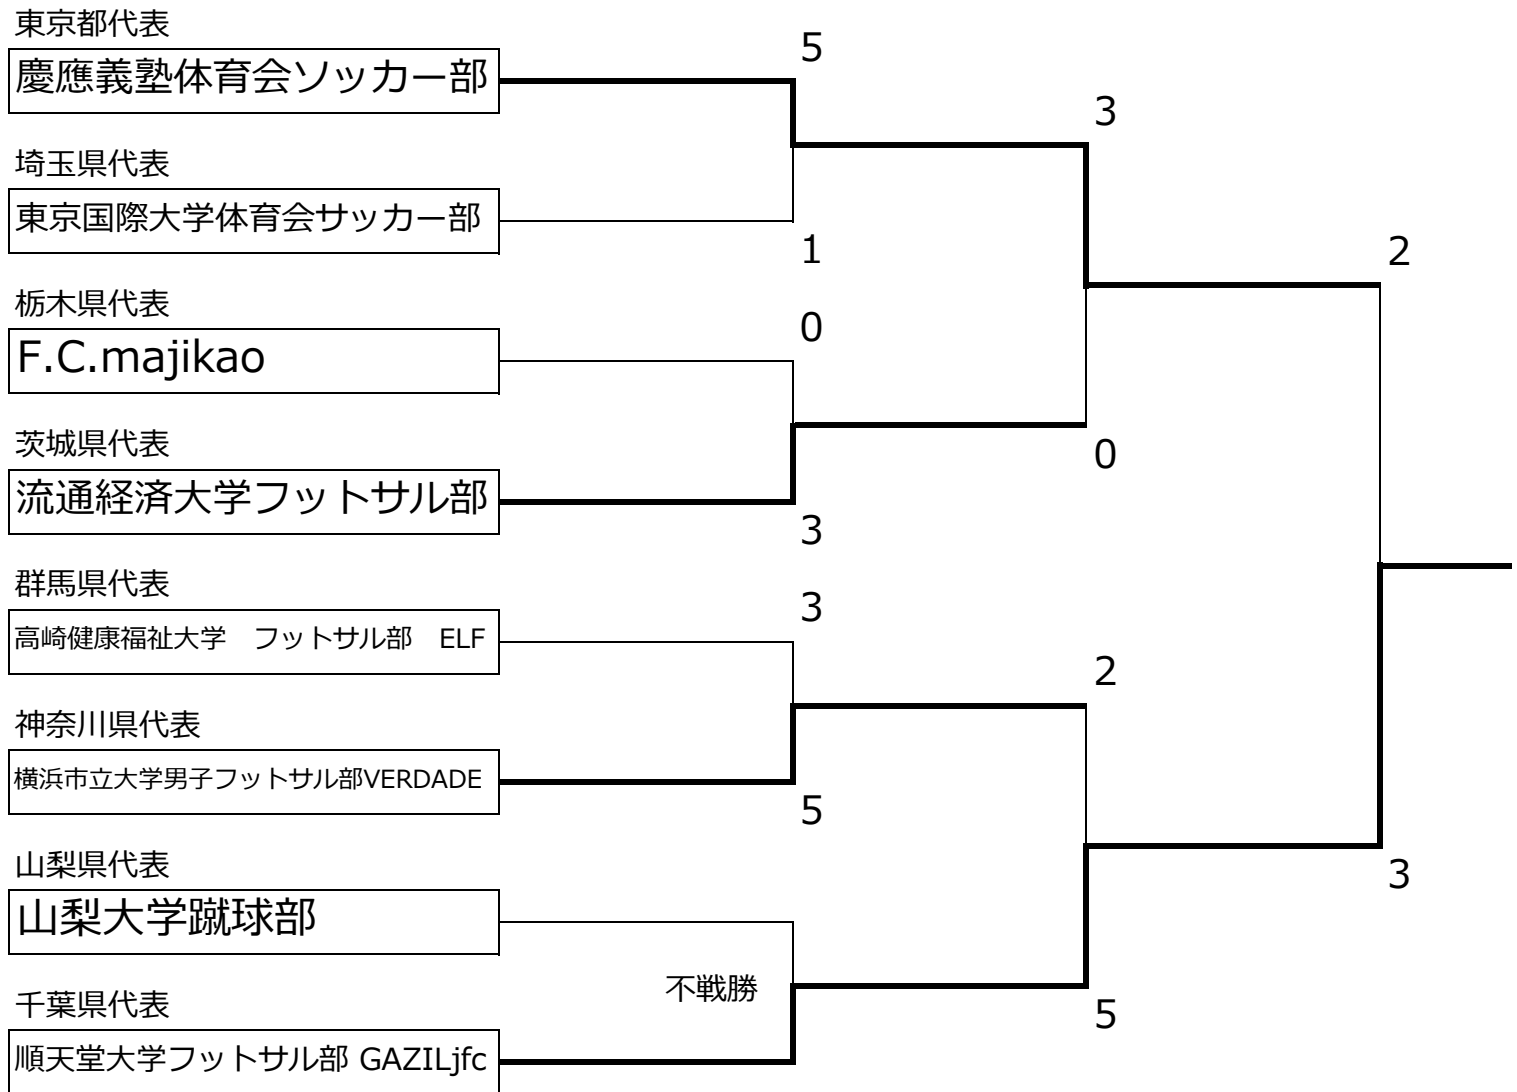 東京都代表
慶應義塾体育会ソッカー部
5
3
埼玉県代表
東京国際大学体育会サッカー部
1
2
栃木県代表
F.C.majikao
0
茨城県代表
流通経済大学フットサル部
0
3
群馬県代表
高崎健康福祉大学　フットサル部　ELF
3
2
神奈川県代表
横浜市立大学男子フットサル部VERDADE
5
山梨県代表
山梨大学蹴球部
3
不戦勝
千葉県代表
順天堂大学フットサル部 GAZILjfc
5